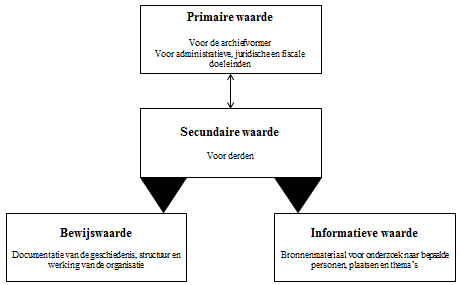 Primaire waarde
Voor de archiefvormer
Voor administratieve, juridische en fiscale
doeleinden
Secundaire waarde
Voor derden
Bewijswaarde
Documentatie van de geschiedenis, structuur en
werking van de organisatie
Informatieve waarde
Bronnenmateriaal voor onderzoek naar bepaalde
personen, plaatsen en thema's